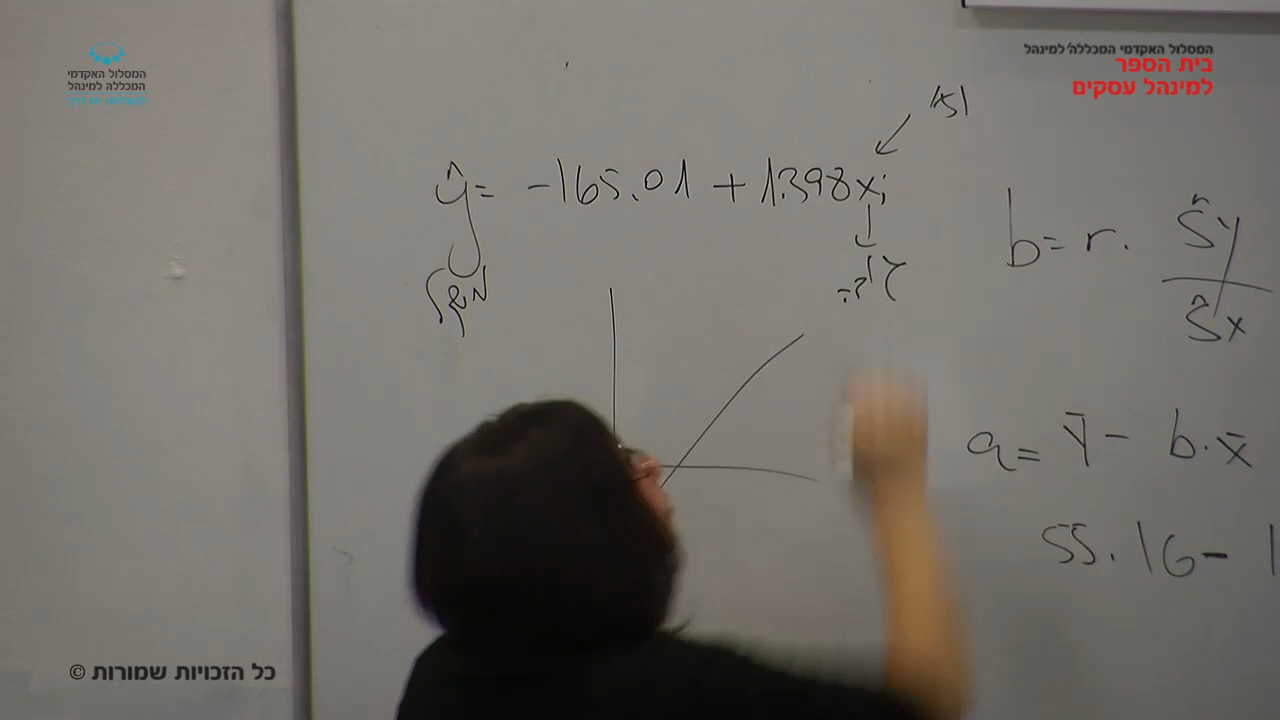 המסלול האקדמי
המכללה למינהל
המסלול האקדמי המכללה למינהל
בית הספר
למינהל עסקים
ŷ = -165.01 + 1.398xᵢ
משקל
b = r · Ŝy / Ŝx
a = ȳ - b · x̄
55.16 - 1
כל הזכויות שמורות ©